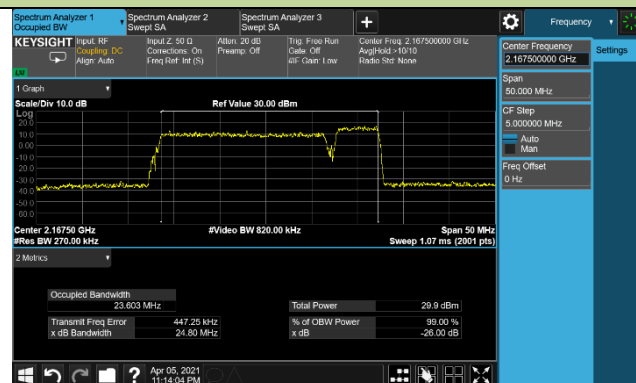 Spectrum Analyzer 1
Occupied BW
Spectrum Analyzer 2
Swept SA
Spectrum Analyzer 3
Swept SA
+
Frequency
KEYSIGHT
Input: RF
Coupling: DC
Align: Auto
Input Z: 50 Ω
Corrections: On
Freq Ref: Int (S)
Atten: 20 dB
Preamp: Off
Trig: Free Run
Gate: Off
#IF Gain: Low
Center Freq: 2.167500000 GHz
Avg|Hold:>10/10
Radio Std: None
Center Frequency
2.167500000 GHz
Settings
Span
50.000 MHz
CF Step
5.000000 MHz
Auto
Man
Freq Offset
0 Hz
1 Graph
Scale/Div 10.0 dB
Ref Value 30.00 dBm
Log
20.0
10.0
0.00
-10.0
-20.0
-30.0
-40.0
-50.0
-60.0
Center 2.16750 GHz
#Video BW 820.00 kHz
Span 50 MHz
#Res BW 270.00 kHz
Sweep 1.07 ms (2001 pts)
2 Metrics
Occupied Bandwidth
23.603 MHz
Total Power
29.9 dBm
Transmit Freq Error
447.25 kHz
% of OBW Power
99.00 %
x dB Bandwidth
24.80 MHz
x dB
-26.00 dB
?
Apr 05, 2021
11:14:04 PM